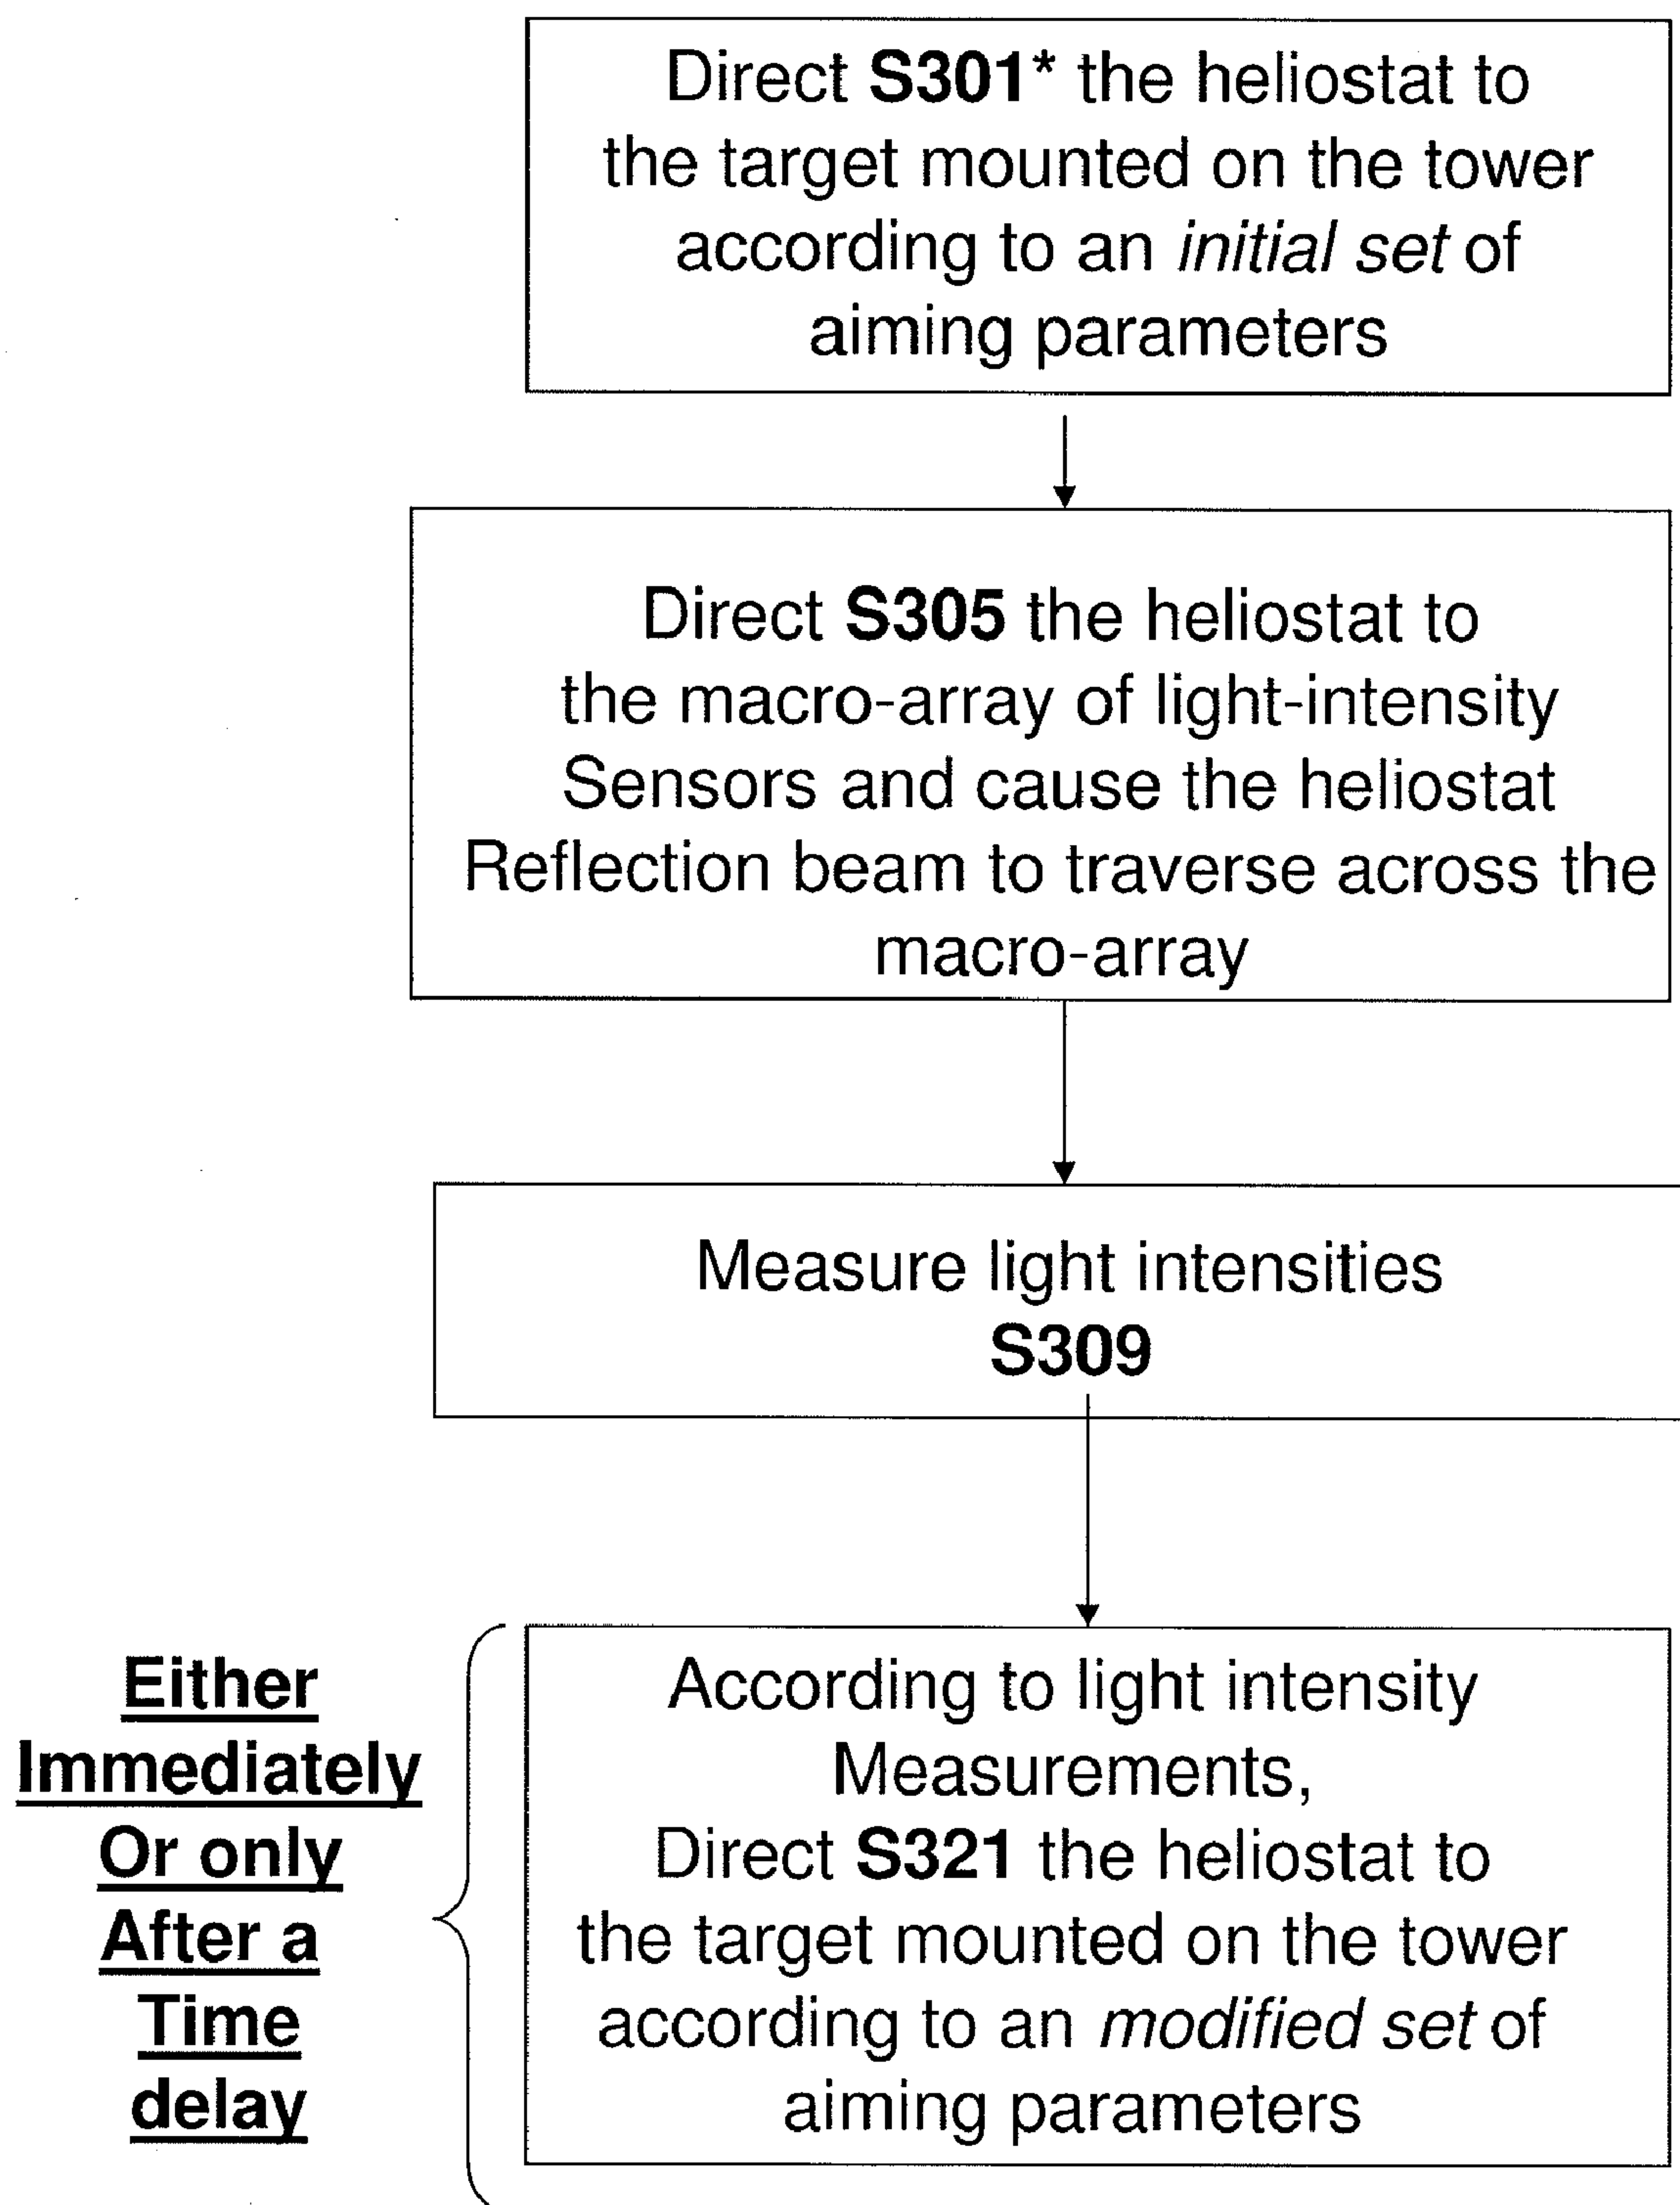 Direct S301* the heliostat to
the target mounted on the tower
according to an initial set of
aiming parameters
Direct S305 the heliostat to
the macro-array of light-intensity
Sensors and cause the heliostat
Reflection beam to traverse across the
macro-array
Measure light intensities
S309
Either
Immediately
Or only
After a
Time
delay
According to light intensity
Measurements,
Direct S321 the heliostat to
the target mounted on the tower
according to an modified set of
aiming parameters